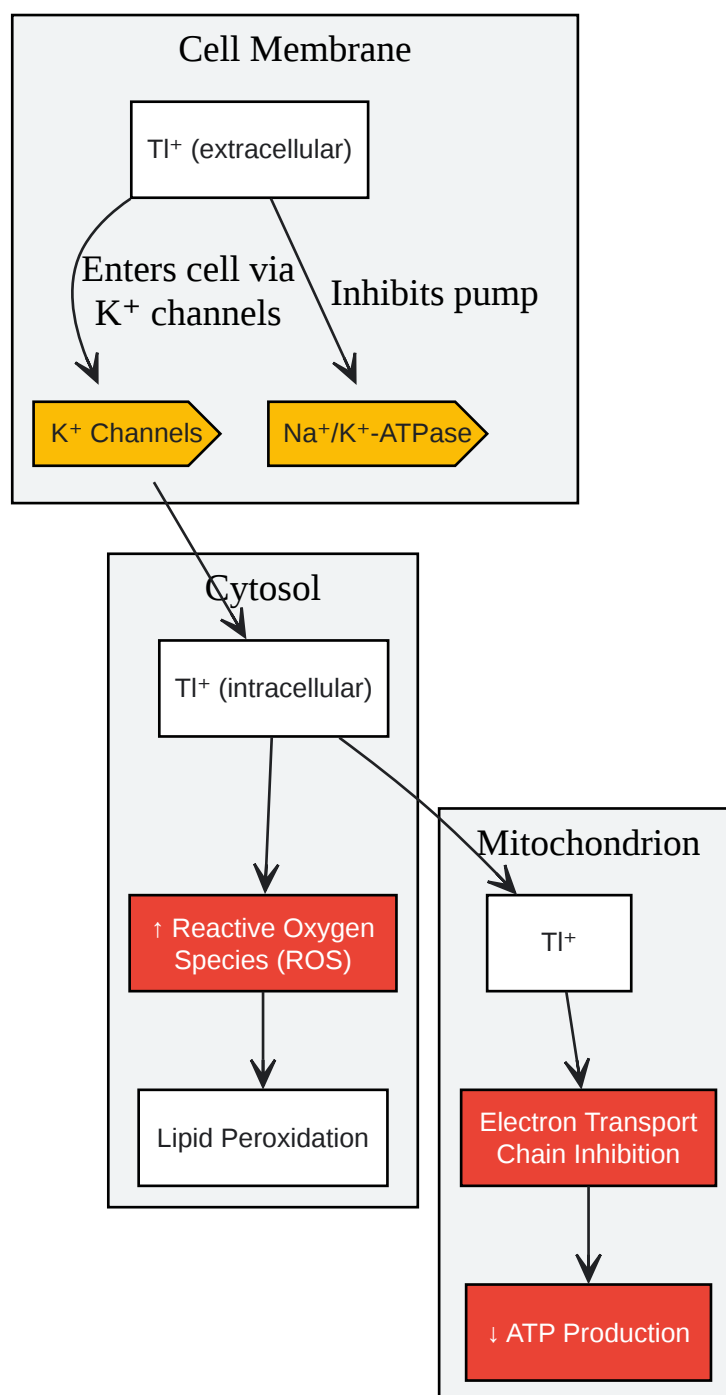 Cell Membrane
Tl⁺ (extracellular)
Enters cell via
K⁺ channels
Inhibits pump
K⁺ Channels
Na⁺/K⁺-ATPase
Cytosol
Tl⁺ (intracellular)
↑ Reactive Oxygen
Species (ROS)
Lipid Peroxidation
Mitochondrion
Tl⁺
Electron Transport
Chain Inhibition
↓ ATP Production